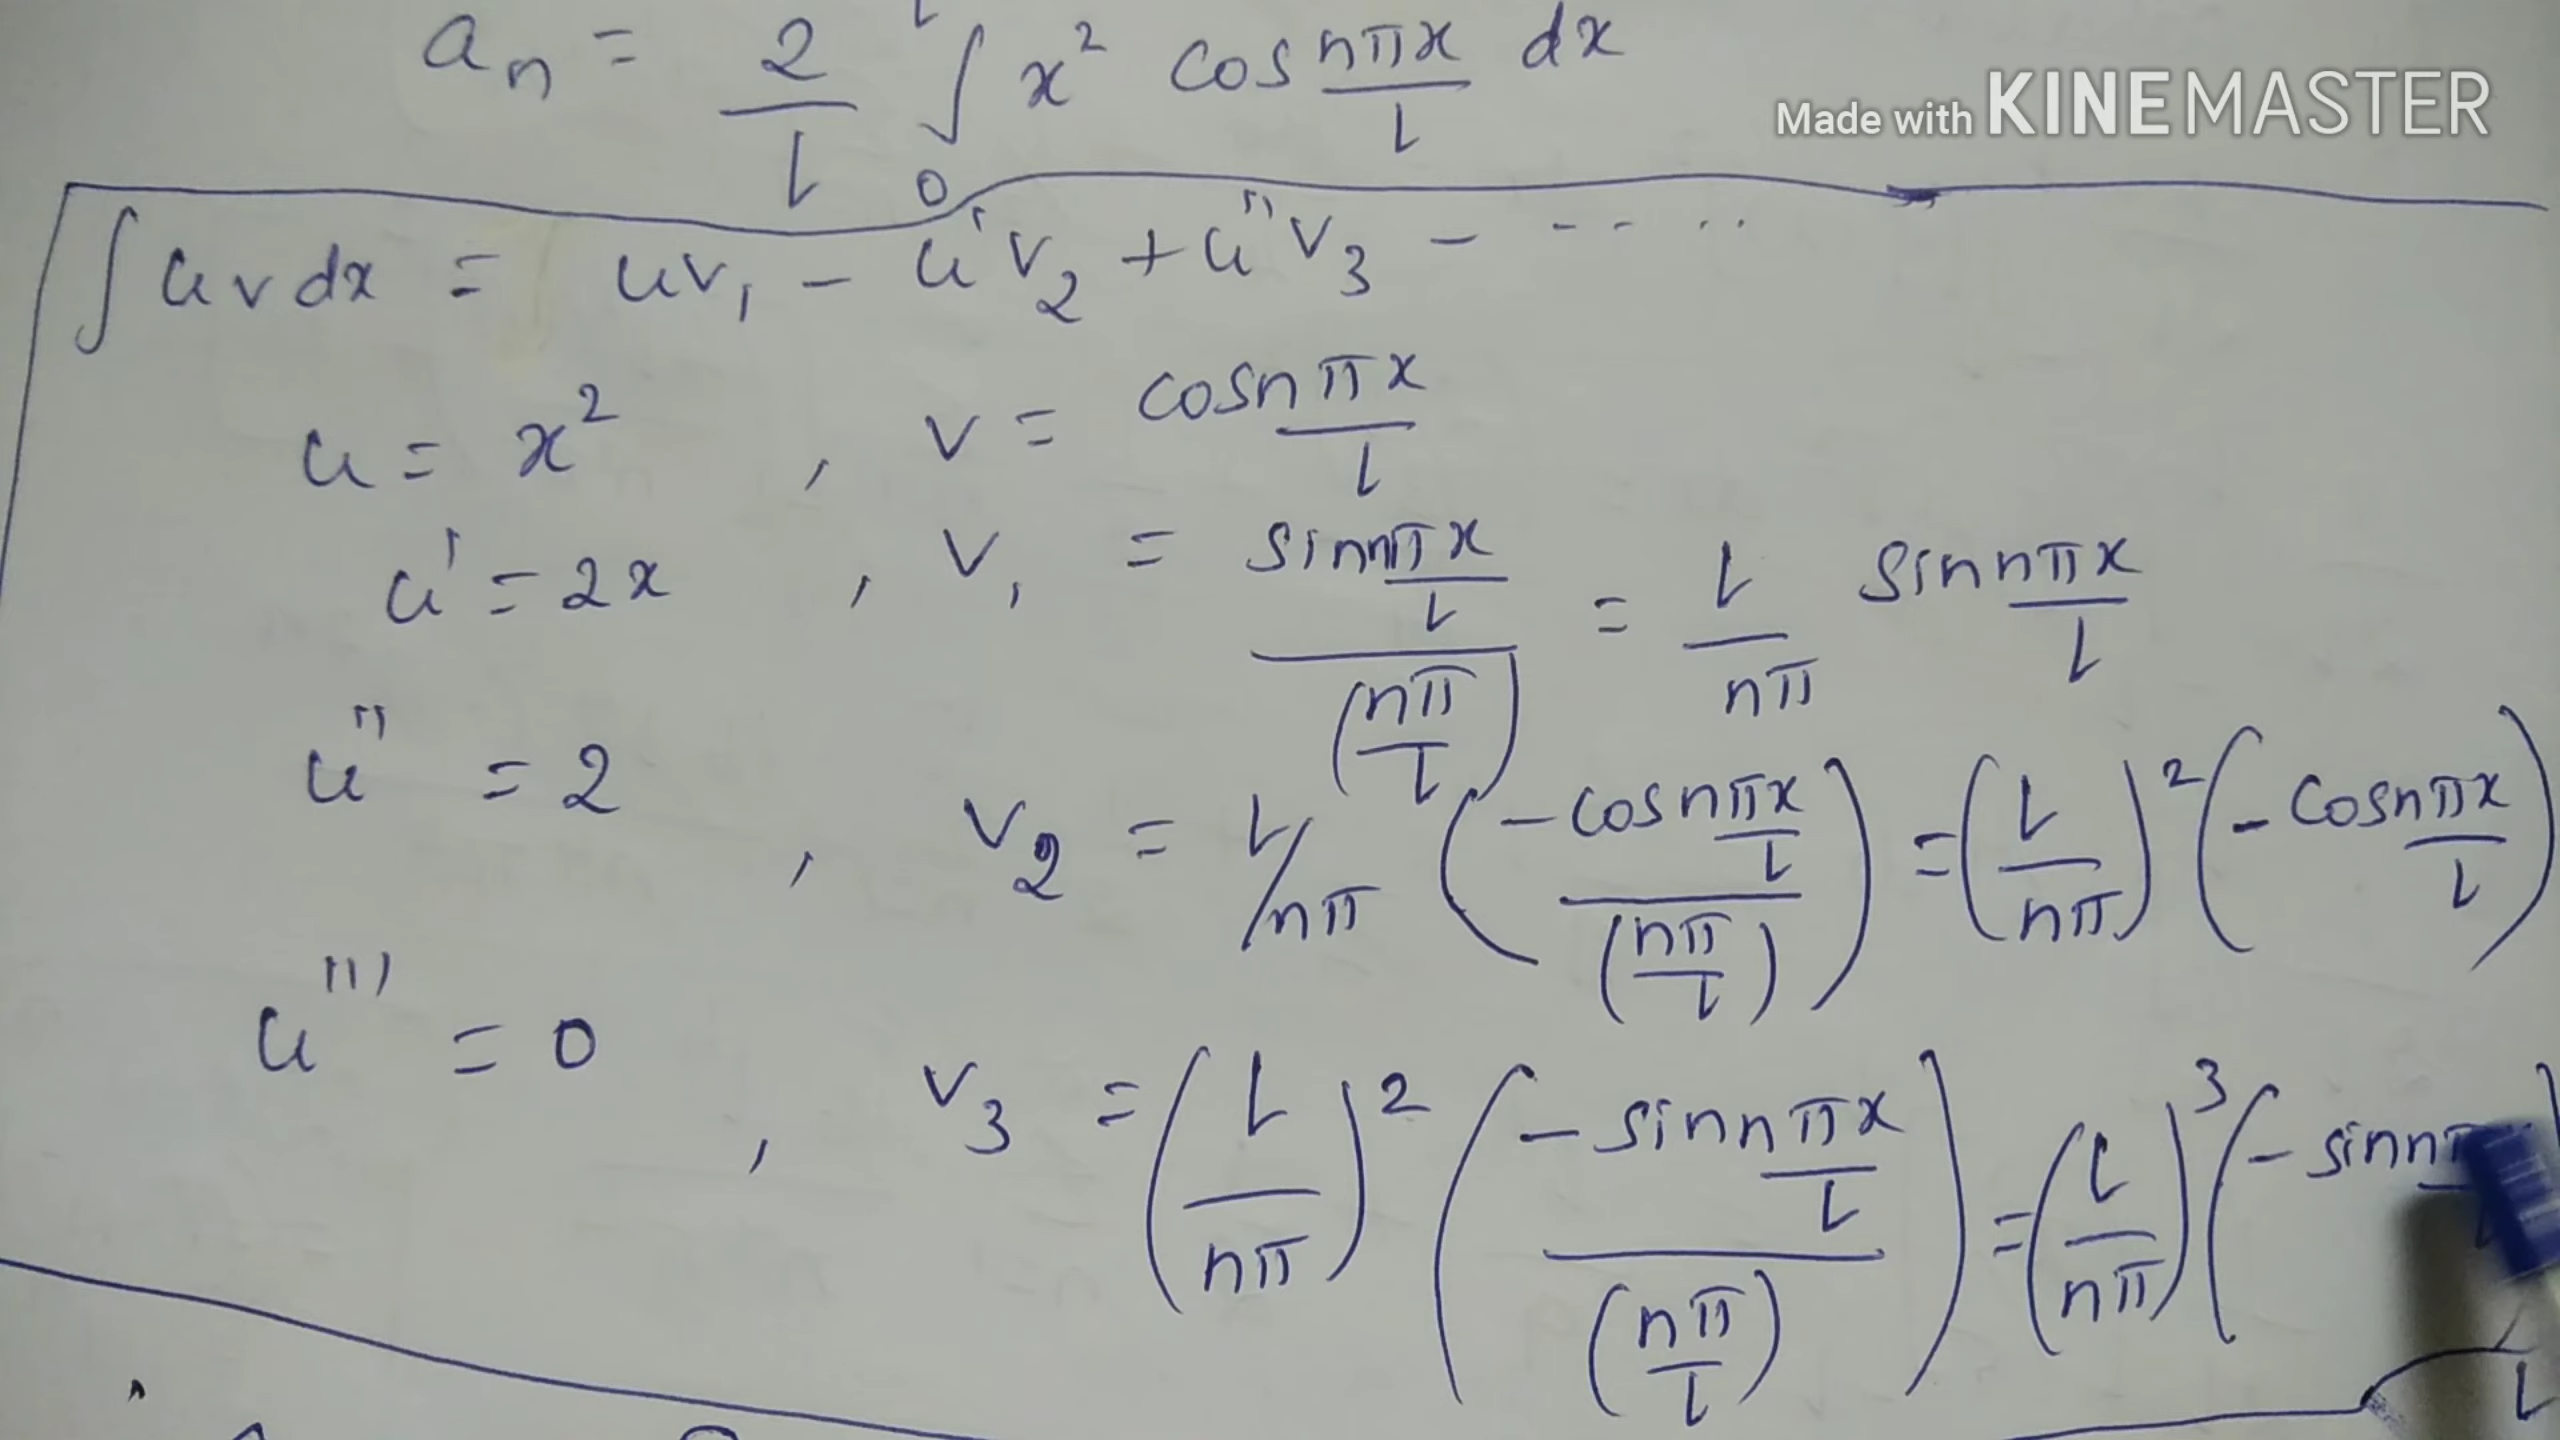 aₙ = 2/l ∫₀ˡ x² cos nπx/l dx
Made with KINEMASTER
∫ u v dx = uv₁ - u'v₂ + u''v₃ - - - - ..
u = x² , v = cos nπx/l
u' = 2x , v₁ = (sin nπx/l)/(nπ/l) = l/nπ sin nπx/l
u'' = 2 , v₂ = l/nπ ((-cos nπx/l)/(nπ/l)) = (l/nπ)² (-cos nπx/l)
u''' = 0 , v₃ = (l/nπ)² ((-sin nπx/l)/(nπ/l)) = (l/nπ)³ (-sin n